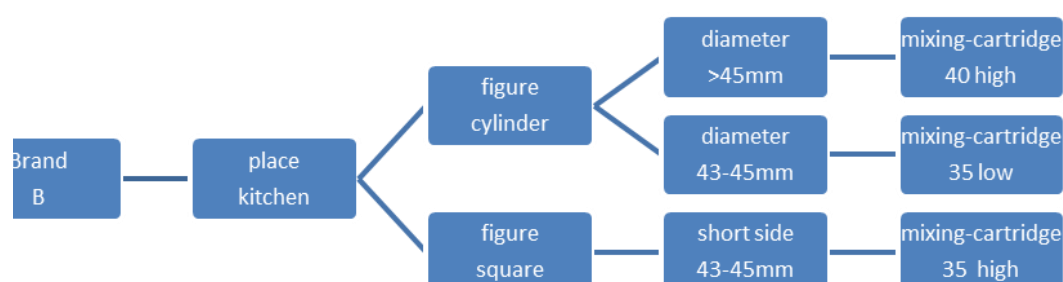 Brand
B
place
kitchen
figure
cylinder
figure
square
diameter
>45mm
diameter
43-45mm
short side
43-45mm
mixing-cartridge
40 high
mixing-cartridge
35 low
mixing-cartridge
35 high